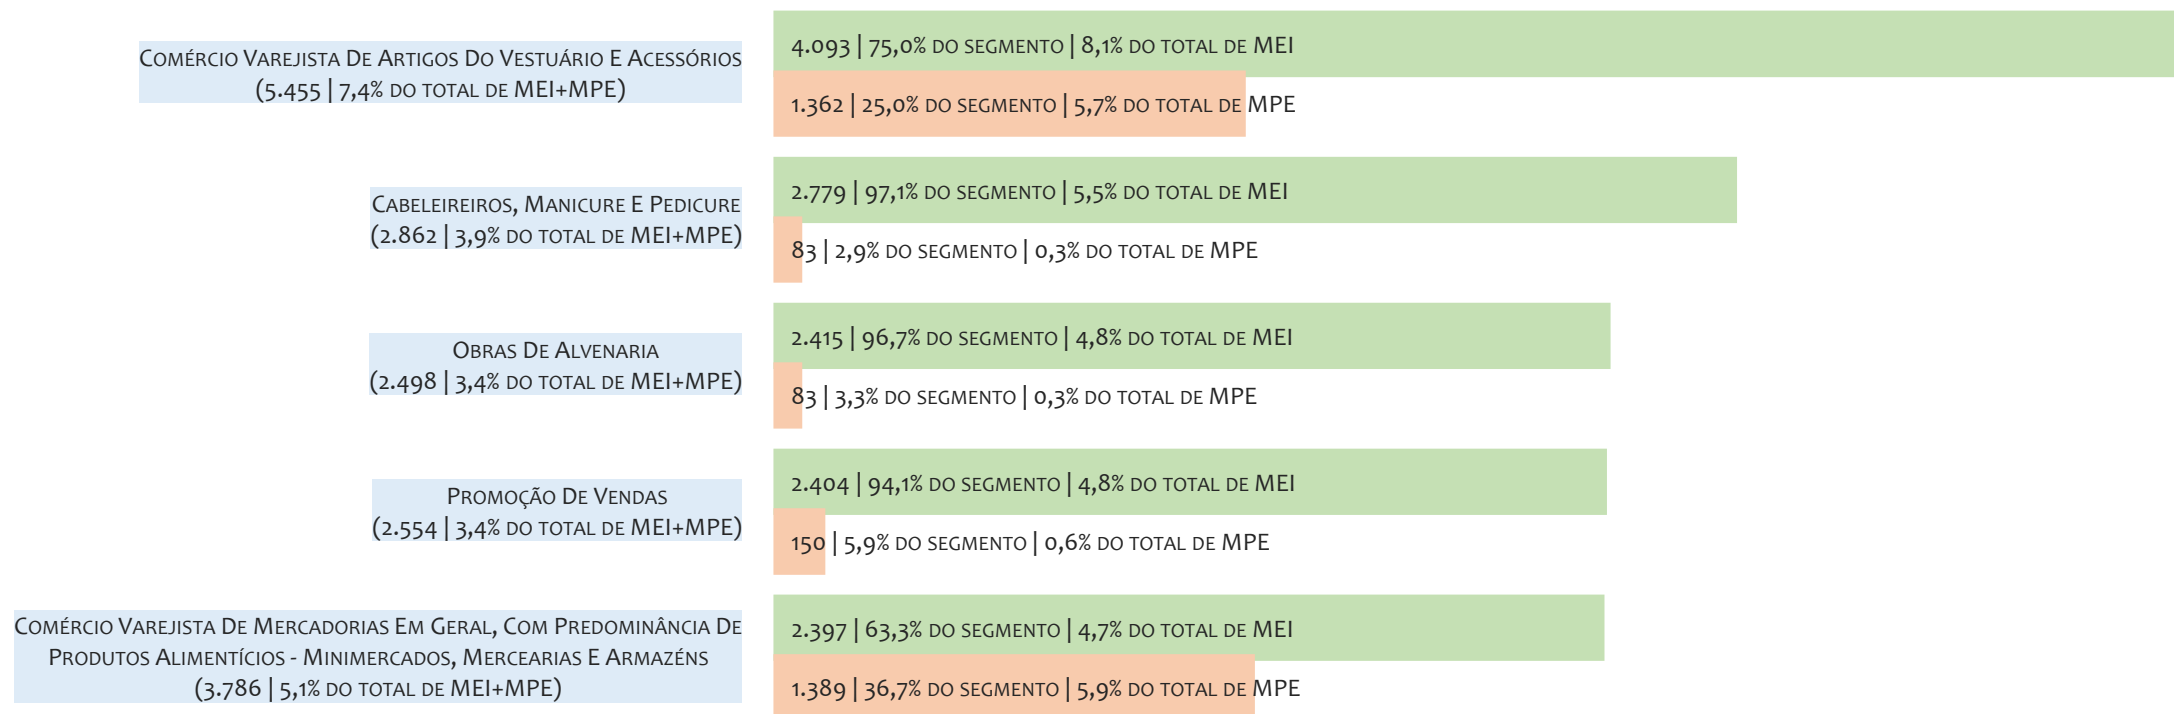 Comércio Varejista De Artigos Do Vestuário E Acessórios
(5.455 | 7,4% do total de MEI+MPE)
4.093 | 75,0% do segmento | 8,1% do total de MEI
1.362 | 25,0% do segmento | 5,7% do total de MPE
Cabeleireiros, Manicure E Pedicure
(2.862 | 3,9% do total de MEI+MPE)
2.779 | 97,1% do segmento | 5,5% do total de MEI
83 | 2,9% do segmento | 0,3% do total de MPE
Obras De Alvenaria
(2.498 | 3,4% do total de MEI+MPE)
2.415 | 96,7% do segmento | 4,8% do total de MEI
83 | 3,3% do segmento | 0,3% do total de MPE
Promoção De Vendas
(2.554 | 3,4% do total de MEI+MPE)
2.404 | 94,1% do segmento | 4,8% do total de MEI
150 | 5,9% do segmento | 0,6% do total de MPE
Comércio Varejista De Mercadorias Em Geral, Com Predominância De
Produtos Alimentícios - Minimercados, Mercearias E Armazéns
(3.786 | 5,1% do total de MEI+MPE)
2.397 | 63,3% do segmento | 4,7% do total de MEI
1.389 | 36,7% do segmento | 5,9% do total de MPE